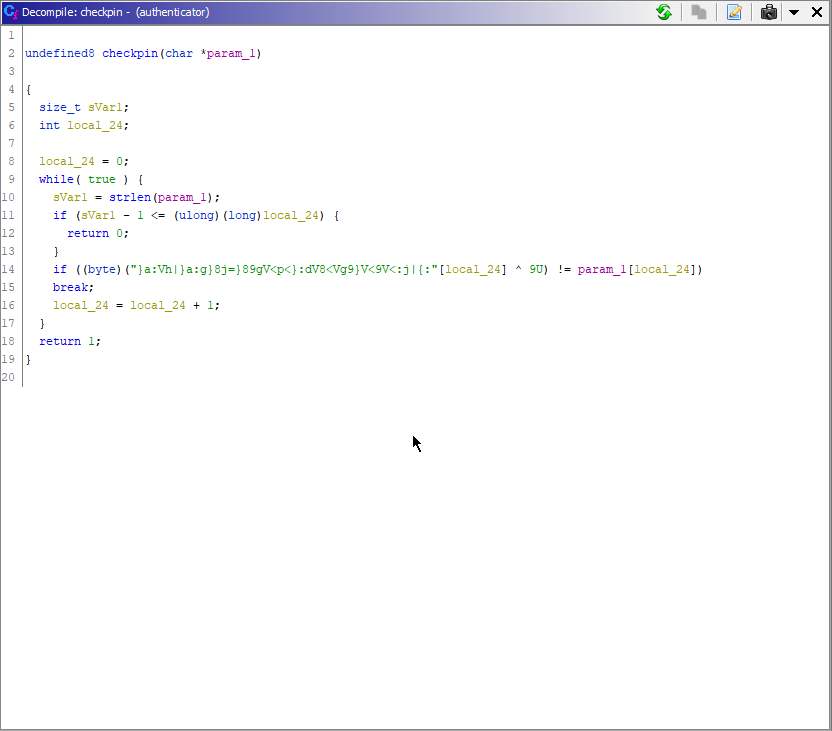 Decompile: checkpin - (authenticator)
1
2 undefined8 checkpin(char *param_1)
3
4 {
5 size_t sVar1;
6 int local_24;
7
8 local_24 = 0;
9 while( true ) {
10 sVar1 = strlen(param_1);
11 if (sVar1 - 1 <= (ulong)(long)local_24) {
12 return 0;
13 }
14 if ((byte)("}a:Vh|}a:g}8j=}89gV<p<}:dV8<Vg9}V<9V<:j|{:"[local_24] ^ 9U) != param_1[local_24])
15 break;
16 local_24 = local_24 + 1;
17 }
18 return 1;
19 }
20